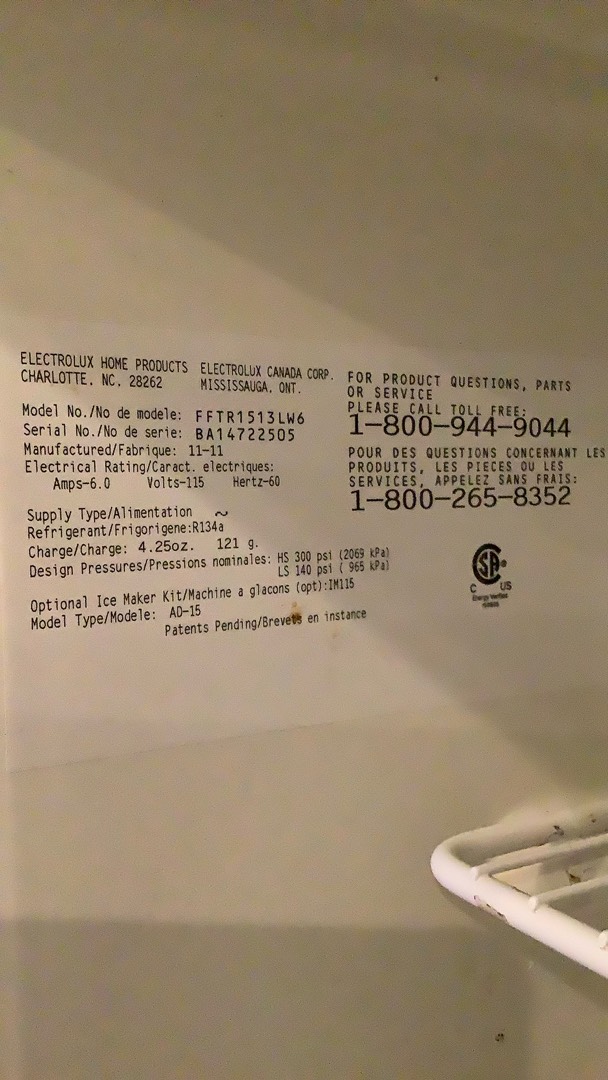 ELECTROLUX HOME PRODUCTS
CHARLOTTE. NC. 28262
ELECTROLUX CANADA CORP.
MISSISSAUGA, ONT.
Model No./No de modele: FFTR1513LW6
Serial No./No de serie: BA14722505
Manufactured/Fabrique: 11-11
Electrical Rating/Caract. electriques:
Amps-6.0 Volts-115 Hertz-60
Supply Type/Alimentation ~
Refrigerant/Frigorigene:R134a
Charge/Charge: 4.25oz. 121 g.
Design Pressures/Pressions nominales: HS 300 psi (2069 kPa)
LS 140 psi ( 965 kPa)
Optional Ice Maker Kit/Machine a glacons (opt):IM115
Model Type/Modele: AO-15
Patents Pending/Brevets en instance
FOR PRODUCT QUESTIONS, PARTS
OR SERVICE
PLEASE CALL TOLL FREE:
1-800-944-9044
POUR DES QUESTIONS CONCERNANT LES
PRODUITS, LES PIECES OU LES
SERVICES, APPELEZ SANS FRAIS:
1-800-265-8352
SA ®
C US
Energy Verified